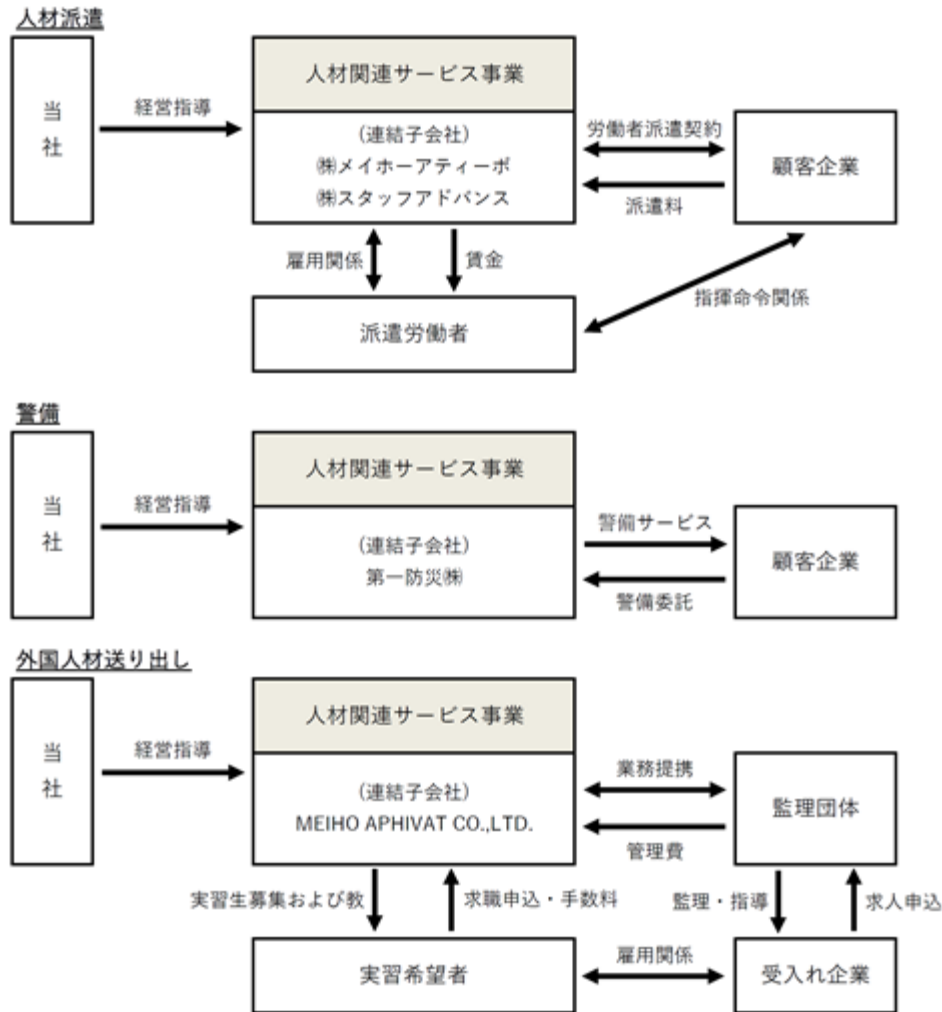 人材派遣
当
社
経営指導
人材関連サービス事業
(連結子会社)
㈱メイホーアティーボ
㈱スタッフアドバンス
労働者派遣契約
派遣料
顧客企業
雇用関係
賃金
指揮命令関係
派遣労働者
警備
当
社
経営指導
人材関連サービス事業
(連結子会社)
第一防災㈱
警備サービス
警備委託
顧客企業
外国人材送り出し
当
社
経営指導
人材関連サービス事業
(連結子会社)
MEIHO APHIVAT CO.,LTD.
業務提携
管理費
監理団体
実習生募集および教
求職申込・手数料
監理・指導
求人申込
実習希望者
雇用関係
受入れ企業